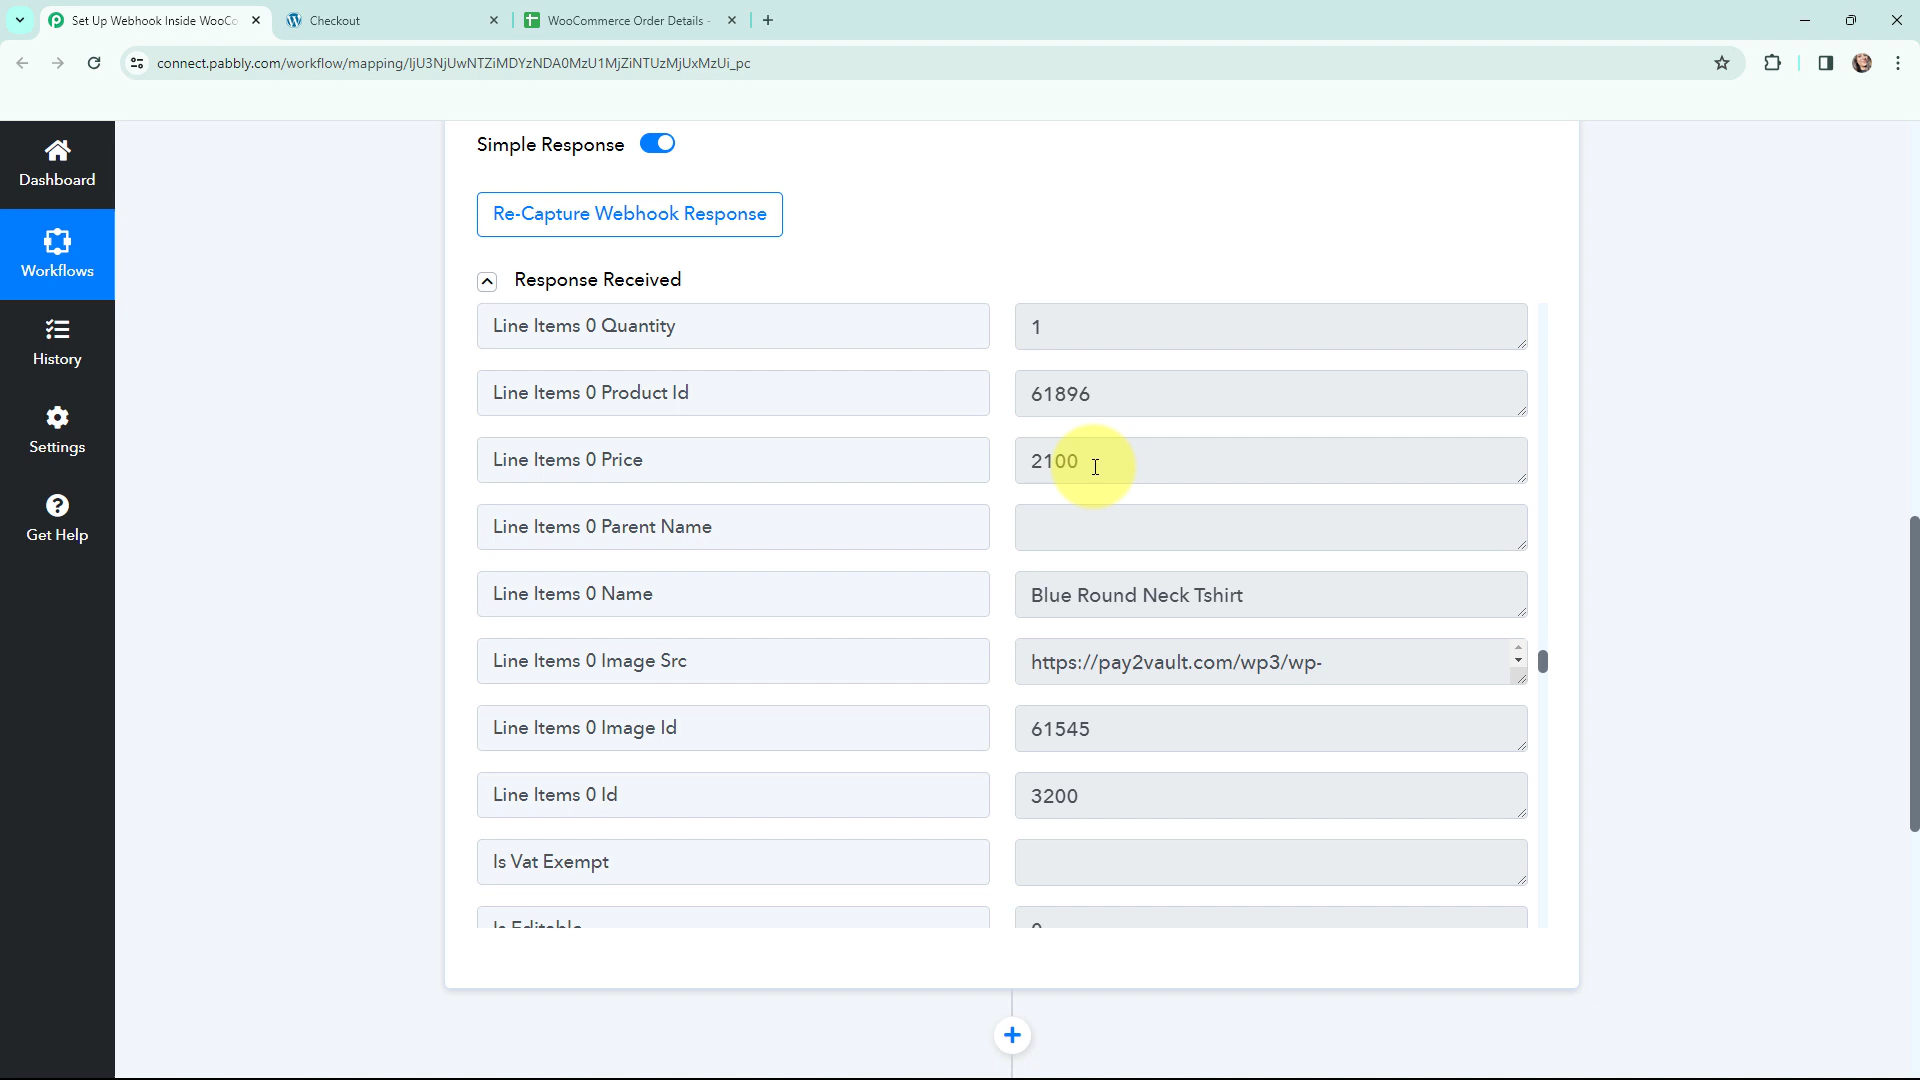 Set Up Webhook Inside WooCo
Checkout
WooCommerce Order Details -
connect.pabbly.com/workflow/mapping/IjU3NjUwNTZiMDYzNDA0MzU1MjZiNTUzMjUxMzUi_pc
Dashboard
Workflows
History
Settings
Get Help
Simple Response
Re-Capture Webhook Response
Response Received
Line Items 0 Quantity
1
Line Items 0 Product Id
61896
Line Items 0 Price
2100
Line Items 0 Parent Name
Line Items 0 Name
Blue Round Neck Tshirt
Line Items 0 Image Src
https://pay2vault.com/wp3/wp-
Line Items 0 Image Id
61545
Line Items 0 Id
3200
Is Vat Exempt
Is Editable
0